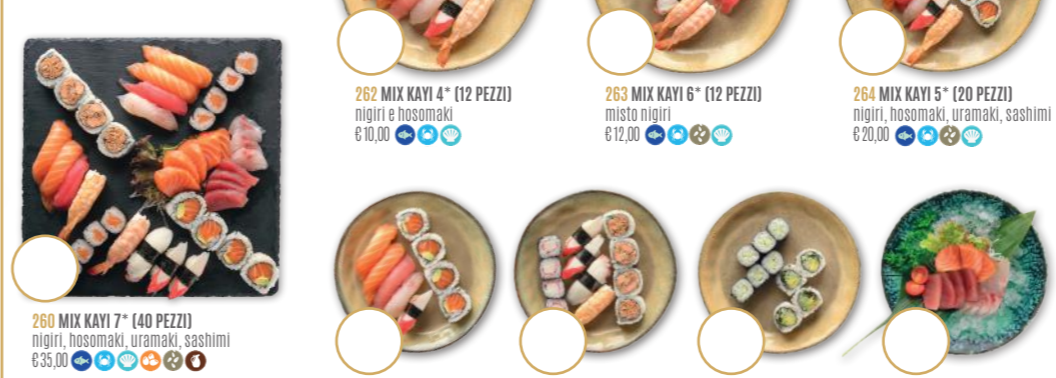 262 MIX KAYI 4* (12 PEZZI)
nigiri e hosomaki
€10,00
263 MIX KAYI 6* (12 PEZZI)
misto nigiri
€12,00
264 MIX KAYI 5* (20 PEZZI)
nigiri, hosomaki, uramaki, sashimi
€20,00
260 MIX KAYI 7* (40 PEZZI)
nigiri, hosomaki, uramaki, sashimi
€35,00